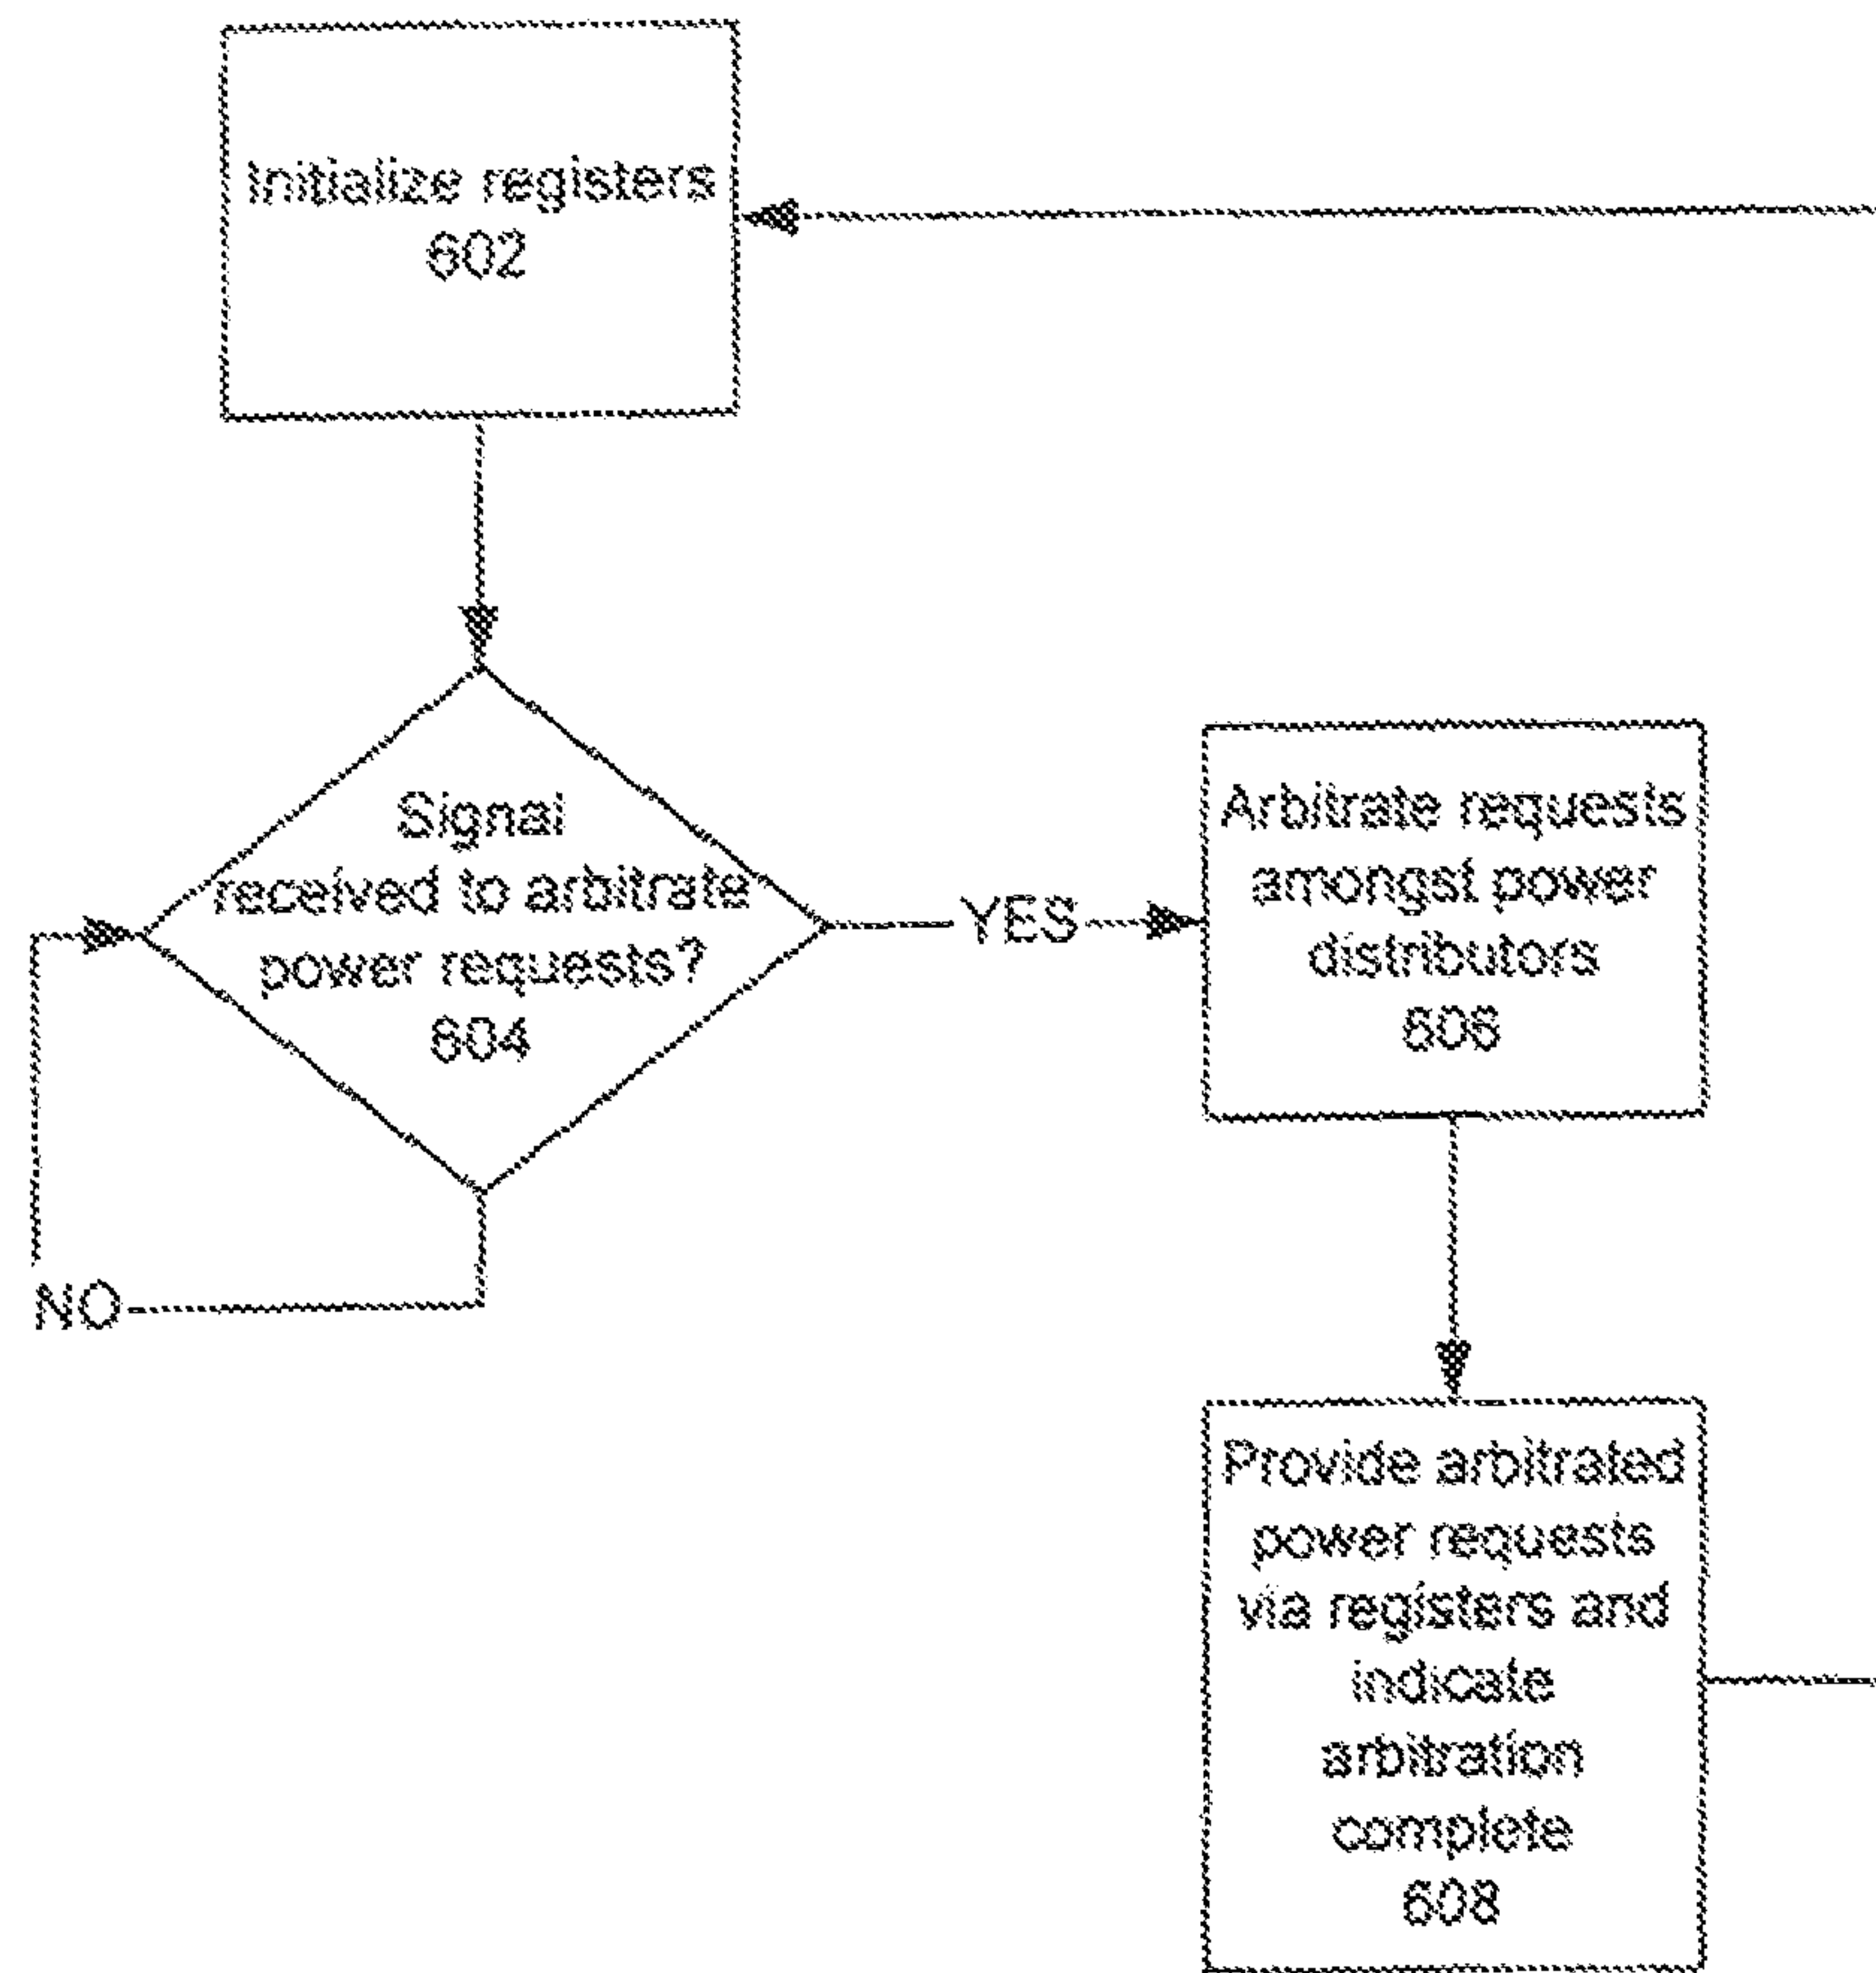 Initialize registers
602
Signal
received to arbitrate
power requests?
604
YES
NO
Arbitrate requests
amongst power
distributors
606
Provide arbitrated
power requests
via registers and
indicate
arbitration
complete
608